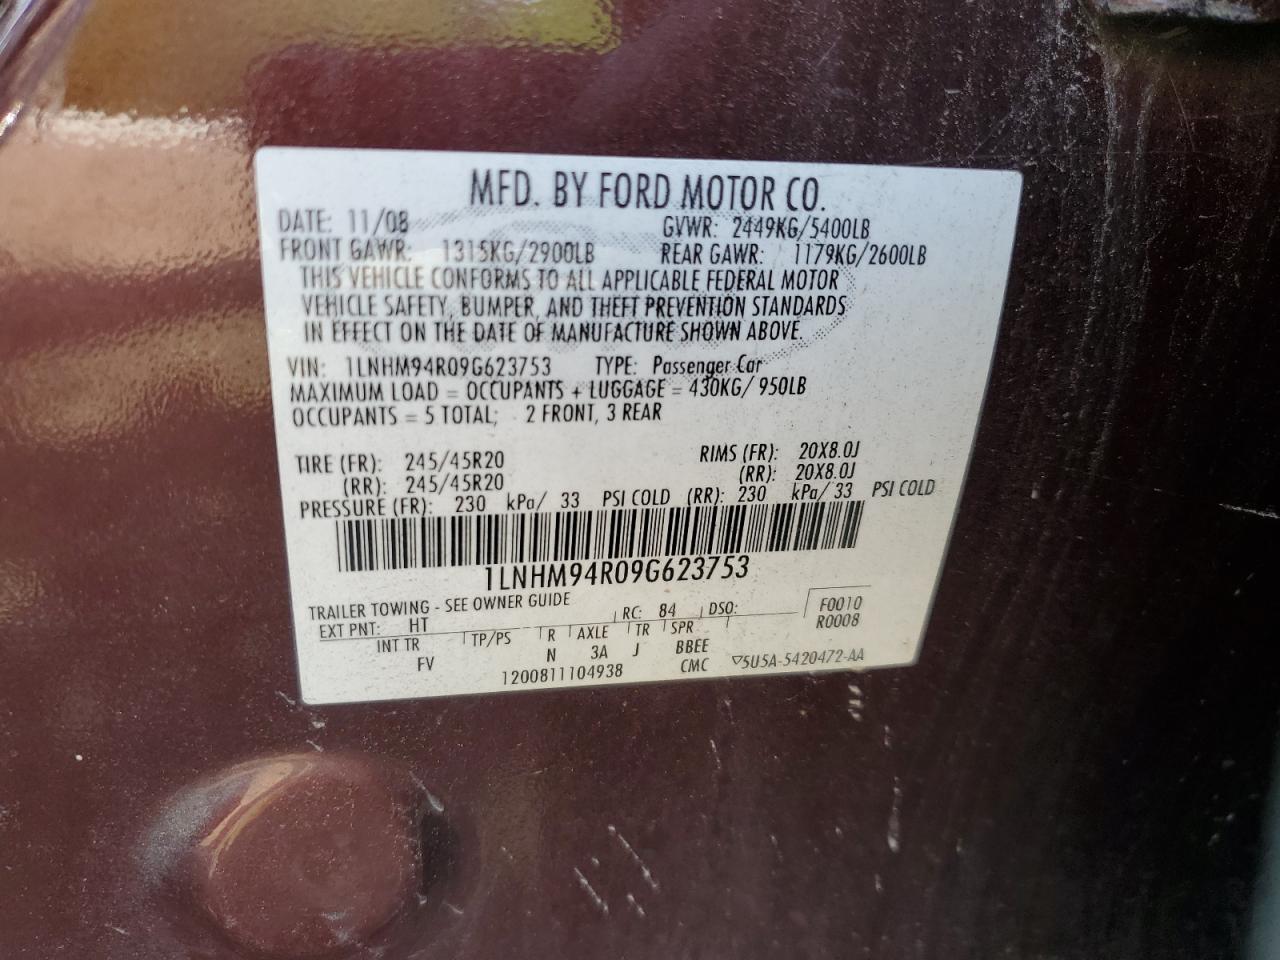 MFD. BY FORD MOTOR CO.
DATE: 11/08 GVWR: 2449KG/5400LB
FRONT GAWR: 1315KG/2900LB REAR GAWR: 1179KG/2600LB
THIS VEHICLE CONFORMS TO ALL APPLICABLE FEDERAL MOTOR
VEHICLE SAFETY, BUMPER, AND THEFT PREVENTION STANDARDS
IN EFFECT ON THE DATE OF MANUFACTURE SHOWN ABOVE.
VIN: 1LNHM94R09G623753 TYPE: Passenger Car
MAXIMUM LOAD = OCCUPANTS + LUGGAGE = 430KG/ 950LB
OCCUPANTS = 5 TOTAL; 2 FRONT, 3 REAR
TIRE (FR): 245/45R20 RIMS (FR): 20X8.0J
(RR): 245/45R20 (RR): 20X8.0J
PRESSURE (FR): 230 kPa/ 33 PSI COLD (RR): 230 kPa/ 33 PSI COLD
1LNHM94R09G623753
TRAILER TOWING - SEE OWNER GUIDE
EXT PNT: HT RC: 84 DSO: F0010
R0008
INT TR TP/PS R AXLE TR SPR
FV N 3A J BBEE
1200811104938 CMC ▽5U5A-5420472-AA